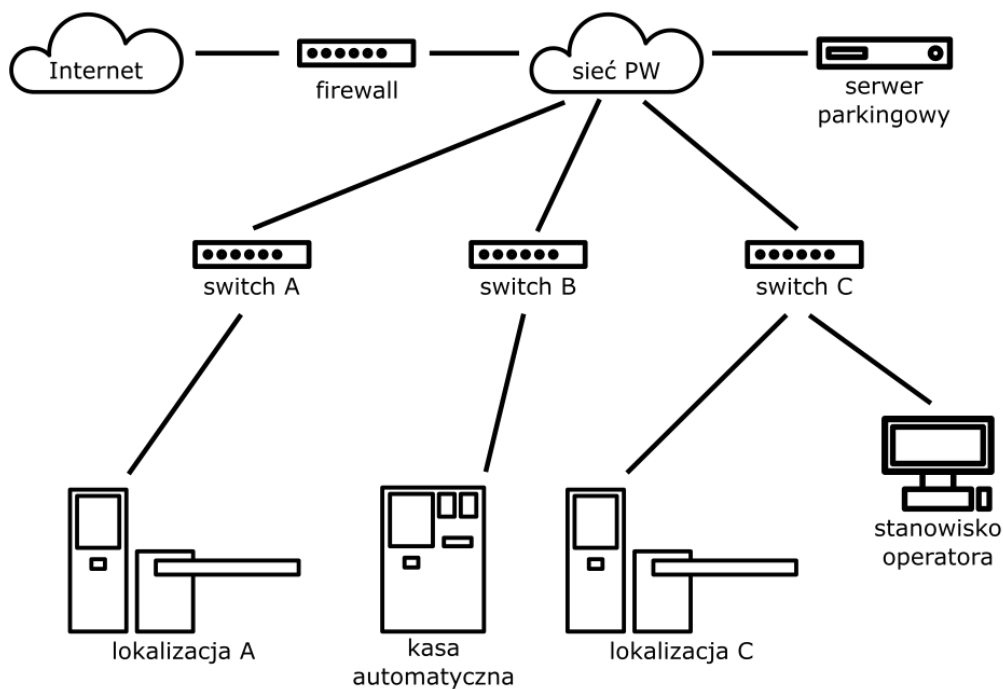 Internet
firewall
sieć PW
serwer
parkingowy
switch A
switch B
switch C
lokalizacja A
kasa
automatyczna
lokalizacja C
stanowisko
operatora